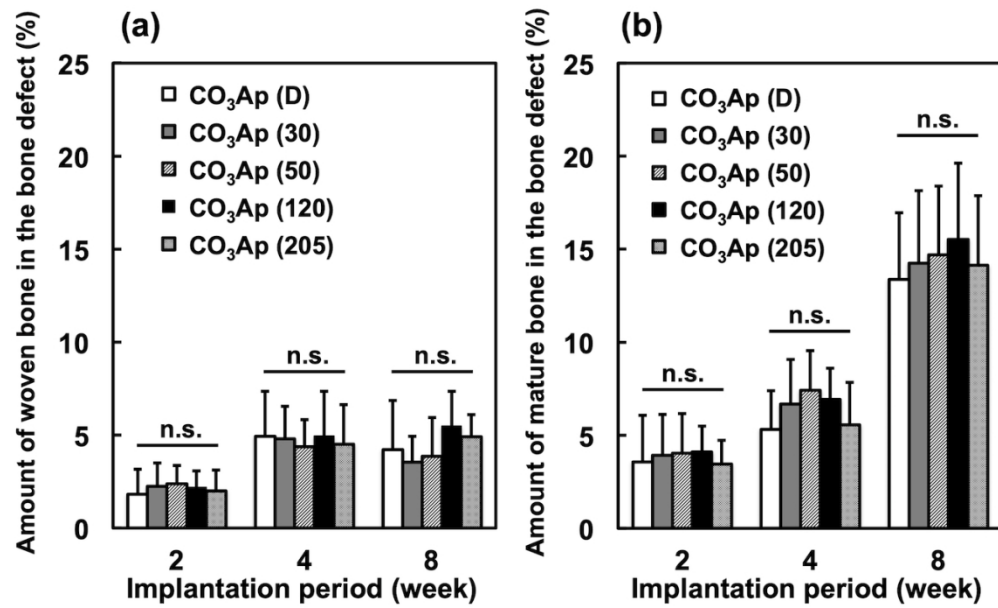 (a)
Amount of woven bone in the bone defect (%)
25
20
15
10
5
0
CO₃Ap (D)
CO₃Ap (30)
CO₃Ap (50)
CO₃Ap (120)
CO₃Ap (205)
n.s.
n.s.
n.s.
2 4 8
Implantation period (week)
(b)
Amount of mature bone in the bone defect (%)
25
20
15
10
5
0
CO₃Ap (D)
CO₃Ap (30)
CO₃Ap (50)
CO₃Ap (120)
CO₃Ap (205)
n.s.
n.s.
n.s.
2 4 8
Implantation period (week)